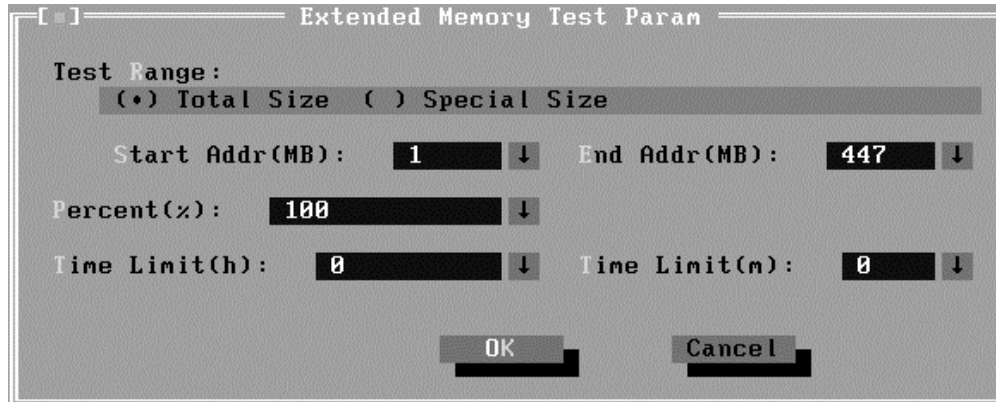 [■] Extended Memory Test Param
Test Range:
(•) Total Size ( ) Special Size
Start Addr(MB): 1 ↓ End Addr(MB): 447 ↓
Percent(%): 100 ↓
Time Limit(h): 0 ↓ Time Limit(m): 0 ↓
OK Cancel